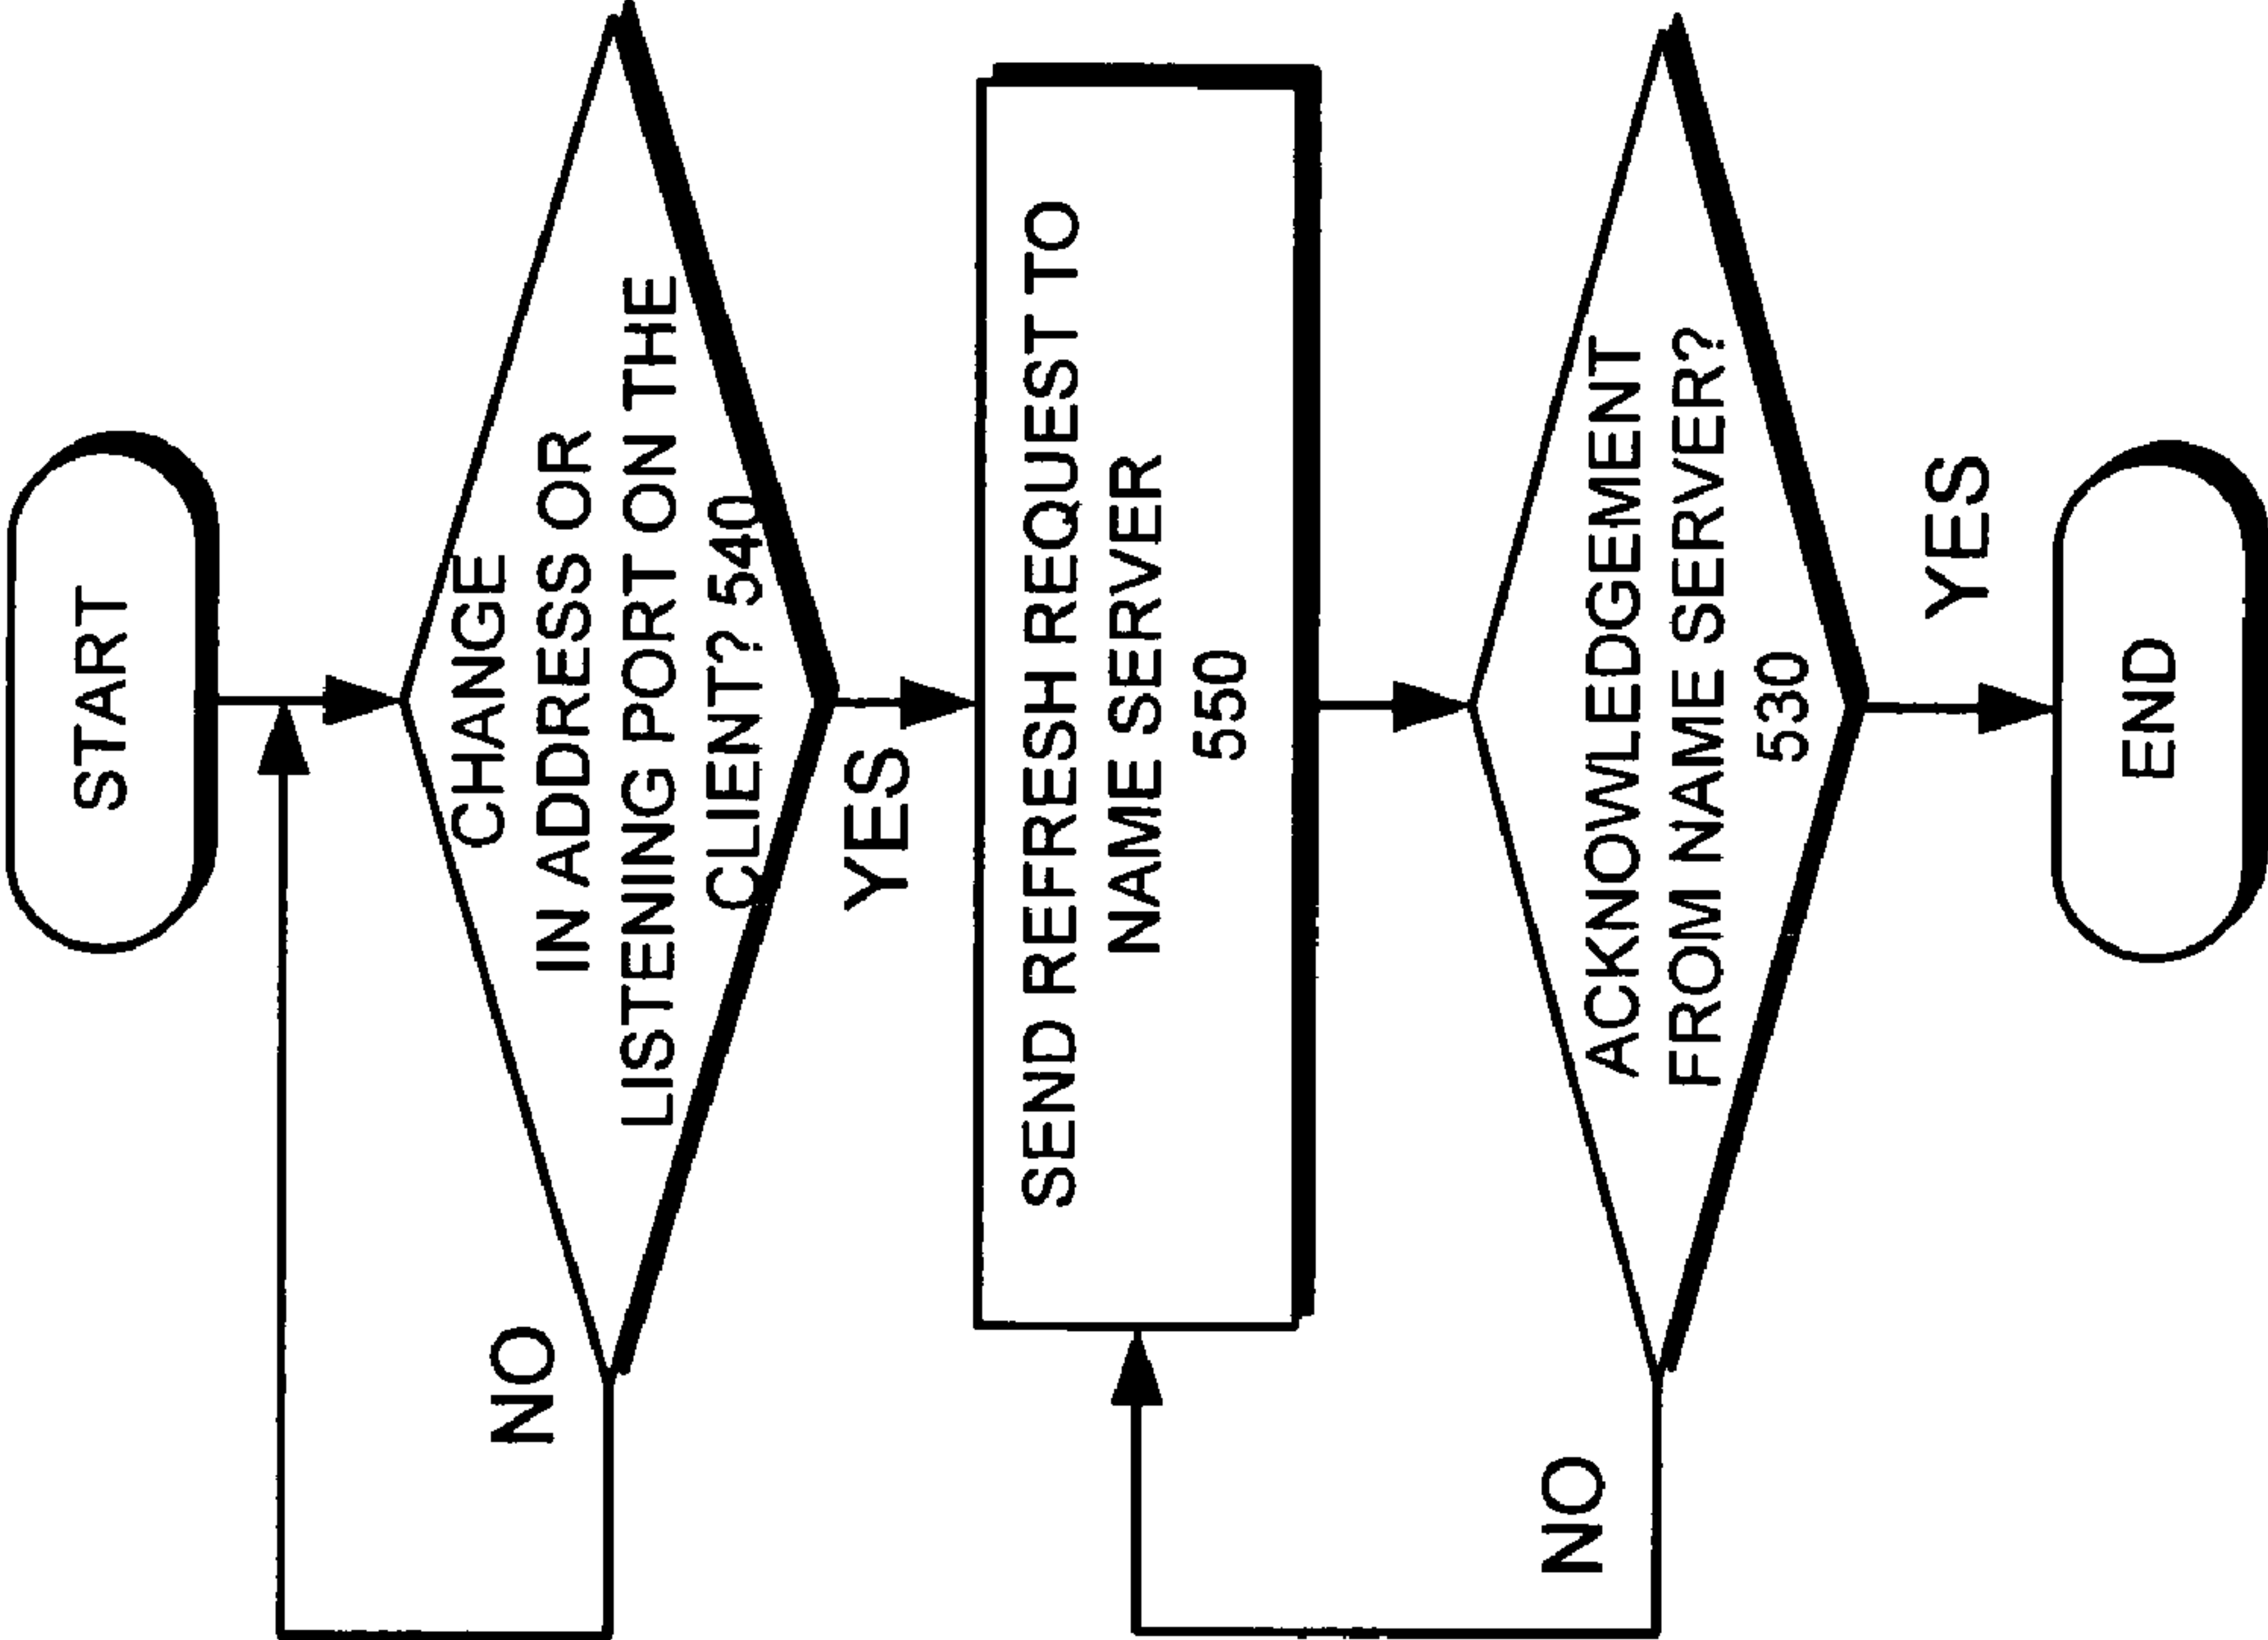 START
CHANGE
IN ADDRESS OR
LISTENING PORT ON THE
CLIENT? 540
NO
YES
SEND REFRESH REQUEST TO
NAME SERVER
550
ACKNOWLEDGEMENT
FROM NAME SERVER?
530
NO
YES
END